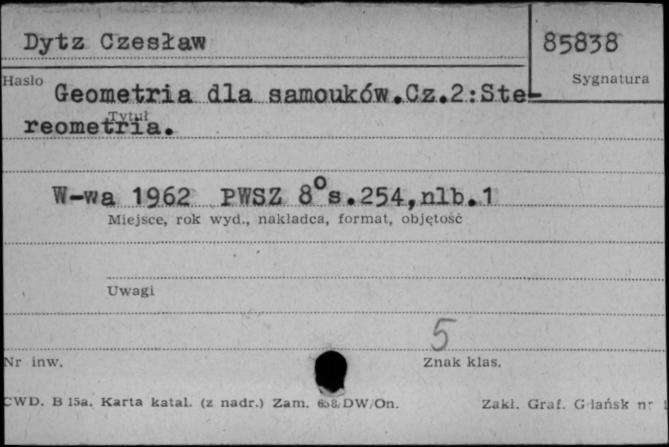 Dytz Czesław
85838
Hasło
Sygnatura
Geometria dla samouków.Cz.2:Ste-
Tytuł
reometria.
W-wa 1962 PWSZ 8° s.254,nlb.1
Miejsce, rok wyd., nakładca, format, objętość
Uwagi
5
Nr inw.
Znak klas.
CWD. B 15a. Karta katal. (z nadr.) Zam. DW/On.
Zakł. Graf. Gdańsk nr